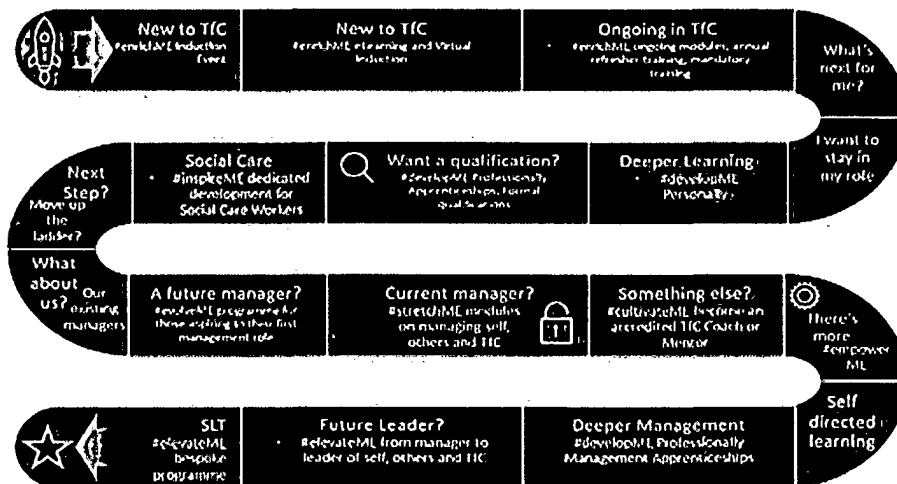 New to TfC
#enrichME Induction
Event
New to TfC
#enrichME eLearning and Virtual
Induction
Ongoing in TfC
• #enrichME ongoing modules, annual
refresher training, mandatory
training
What's
next for
me?
I want to
stay in
my role
Deeper Learning
• #developME
Personally
Want a qualification?
#developME Professionally
Apprenticeships, Formal
qualifications
Social Care
• #inspireME dedicated
development for
Social Care Workers
Next
Step?
Move up
the
ladder?
What
about
us?
Our
existing
managers
A future manager?
#evolveME programme for
those aspiring to their first
management role
Current manager?
#stretchME modules
on managing self,
others and TfC
Something else?
#cultivateME become an
accredited TfC Coach or
Mentor
There's
more
#empower
ME
Self
directed
learning
Deeper Management
#developME Professionally
Management Apprenticeships
Future Leader?
• #elevateME from manager to
leader of self, others and TfC
SLT
#elevateME
bespoke
programme